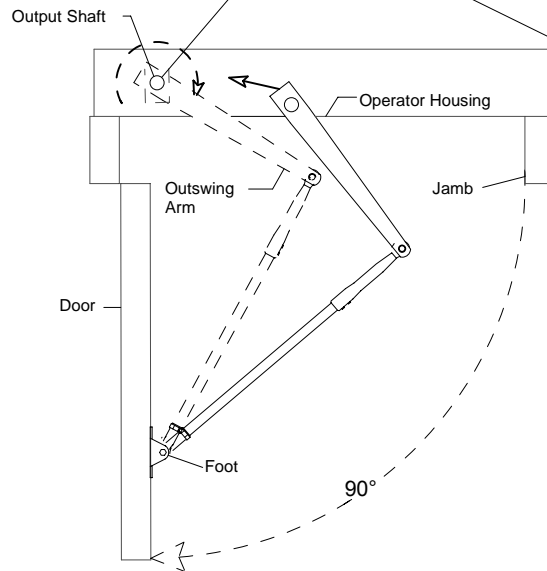 Output Shaft
Operator Housing
Outswing
Arm
Jamb
Door
Foot
90°